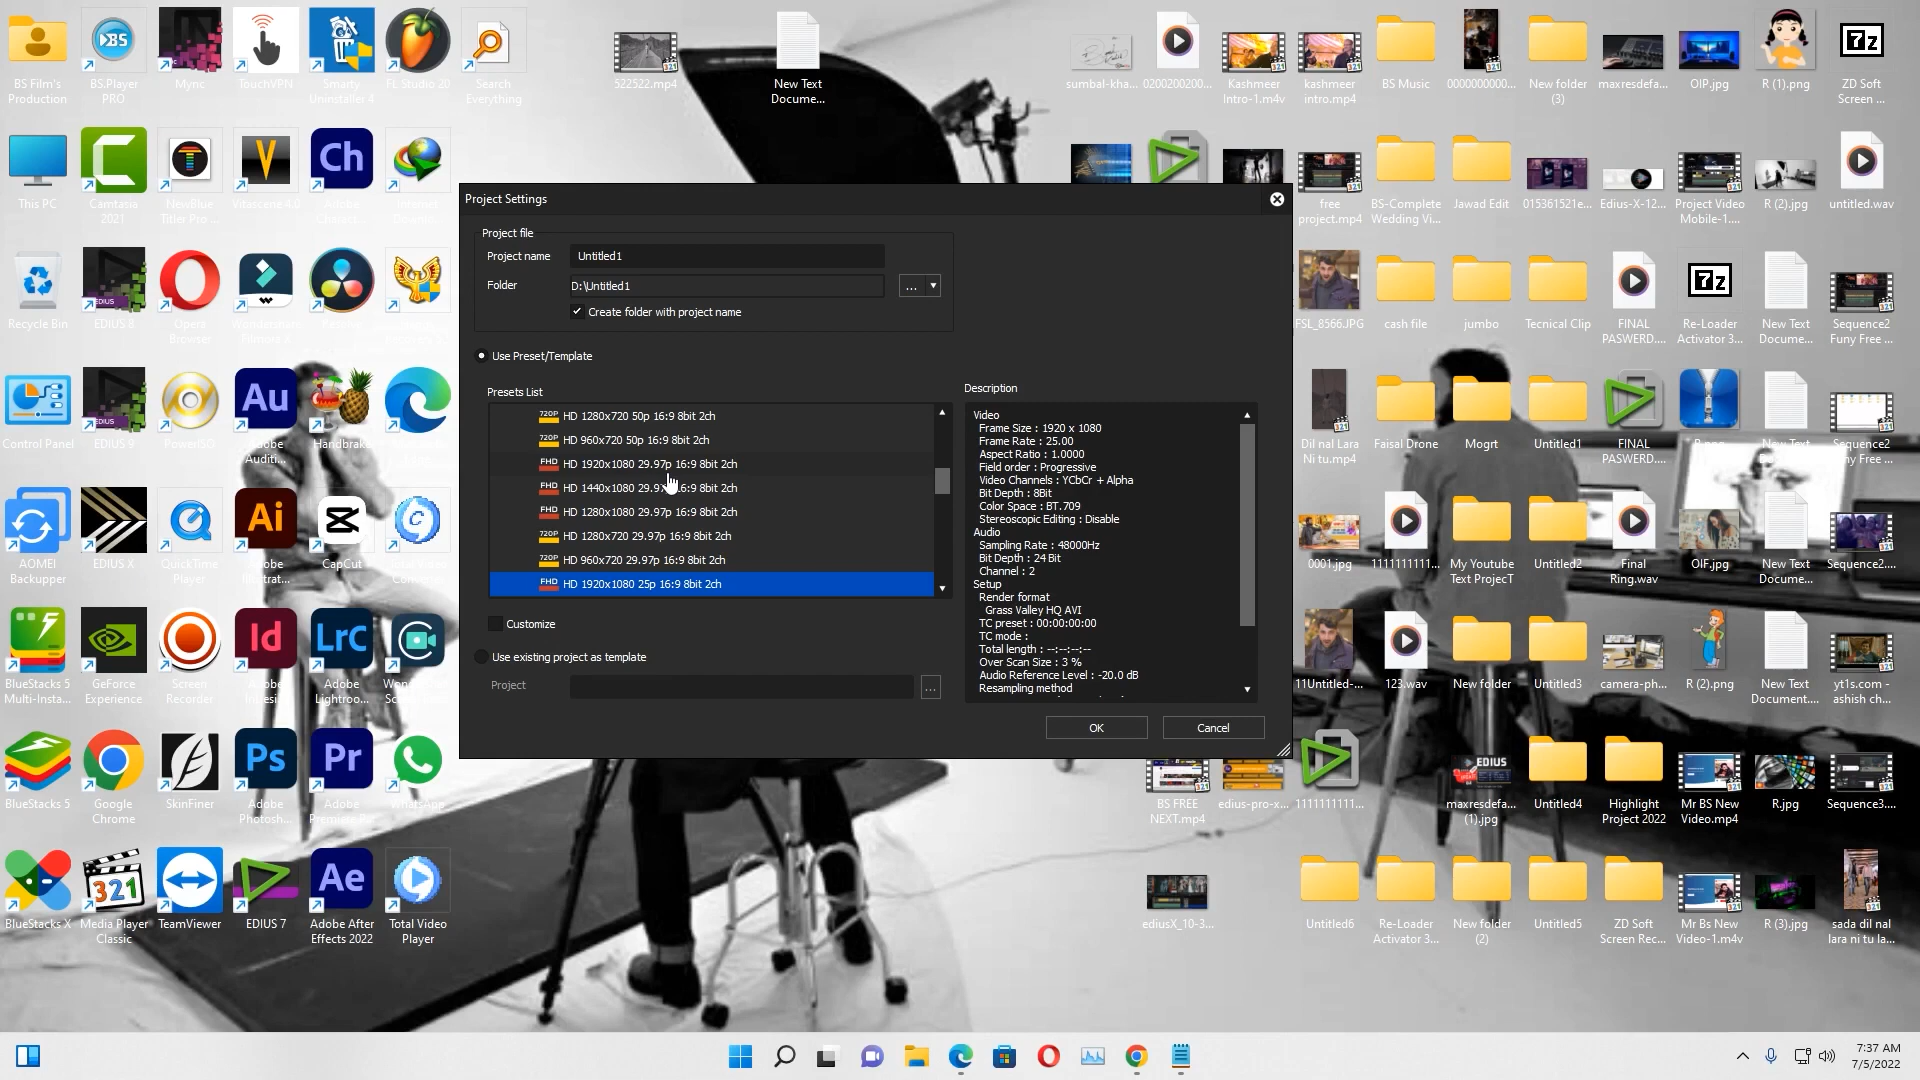 BS Film's Production
BS.Player PRO
Mync
TouchVPN
Smarty Uninstaller 4
FL Studio 20
Search Everything
522522.mp4
New Text Docume...
sumbal-kha...
0200200200...
Kashmeer Intro-1.m4v
kashmeer intro.mp4
BS Music
0000000000...
New folder (3)
maxresdefa...
OIP.jpg
R (1).png
ZD Soft Screen ...
This PC
Camtasia 2021
NewBlue Titler Pro ...
Vitascene 4.0
Adobe
free project.mp4
BS-Complete Wedding Vi...
Jawad Edit
015361521e...
Edius-X-12...
Project Video Mobile-1....
R (2).jpg
untitled.wav
Project Settings
Project file
Project name
Untitled1
Folder
D:\Untitled1
...
Create folder with project name
Use Preset/Template
Presets List
720P HD 1280x720 50p 16:9 8bit 2ch
720P HD 960x720 50p 16:9 8bit 2ch
FHD HD 1920x1080 29.97p 16:9 8bit 2ch
FHD HD 1440x1080 29.97p 16:9 8bit 2ch
FHD HD 1280x1080 29.97p 16:9 8bit 2ch
720P HD 1280x720 29.97p 16:9 8bit 2ch
720P HD 960x720 29.97p 16:9 8bit 2ch
FHD HD 1920x1080 25p 16:9 8bit 2ch
Customize
Use existing project as template
Project
...
Description
Video
Frame Size : 1920 x 1080
Frame Rate : 25.00
Aspect Ratio : 1.0000
Field order : Progressive
Video Channels : YCbCr + Alpha
Bit Depth : 8Bit
Color Space : BT.709
Stereoscopic Editing : Disable
Audio
Sampling Rate : 48000Hz
Bit Depth : 24 Bit
Channel : 2
Setup
Render format
Grass Valley HQ AVI
TC preset : 00:00:00:00
TC mode :
Total length : --:--:--:--
Over Scan Size : 3 %
Audio Reference Level : -20.0 dB
Resampling method
OK
Cancel
Recycle Bin
EDIUS 8
Opera Browser
Wondershare
FSL_8566.JPG
cash file
jumbo
Tecnical Clip
FINAL PASWERD....
Re-Loader Activator 3...
New Text Docume...
Sequence2 Funy Free ...
Control Panel
EDIUS 9
PowerISO
Adobe Auditi...
Handbrake
Dil nal Lara Ni tu.mp4
Faisal Drone
Mogrt
Untitled1
FINAL PASWERD....
R.png
New Text Docume...
Sequence2 Funy Free ...
AOMEI Backupper
EDIUS X
QuickTime Player
Adobe Illustrat...
CapCut
Total Video Converter
0001.jpg
1111111111...
My Youtube Text ProjecT
Untitled2
Final Ring.wav
OIF.jpg
New Text Docume...
Sequence2....
BlueStacks 5 Multi-Insta...
GeForce Experience
Screen Recorder
Adobe InDesign
Adobe Lightroo...
11Untitled-...
123.wav
New folder
Untitled3
camera-ph...
R (2).png
New Text Document....
yt1s.com - ashish ch...
BlueStacks 5
Google Chrome
SkinFiner
Adobe Photosh...
Adobe Premiere Pro
WhatsApp
BS FREE NEXT.mp4
edius-pro-x...
1111111111...
maxresdefa... (1).jpg
Untitled4
Highlight Project 2022
Mr BS New Video.mp4
R.jpg
Sequence3....
BlueStacks X
Media Player Classic
TeamViewer
EDIUS 7
Adobe After Effects 2022
Total Video Player
ediusX_10-3...
Untitled6
Re-Loader Activator 3...
New folder (2)
Untitled5
ZD Soft Screen Rec...
Mr Bs New Video-1.m4v
R (3).jpg
sada dil nal lara ni tu la...
7:37 AM
7/5/2022